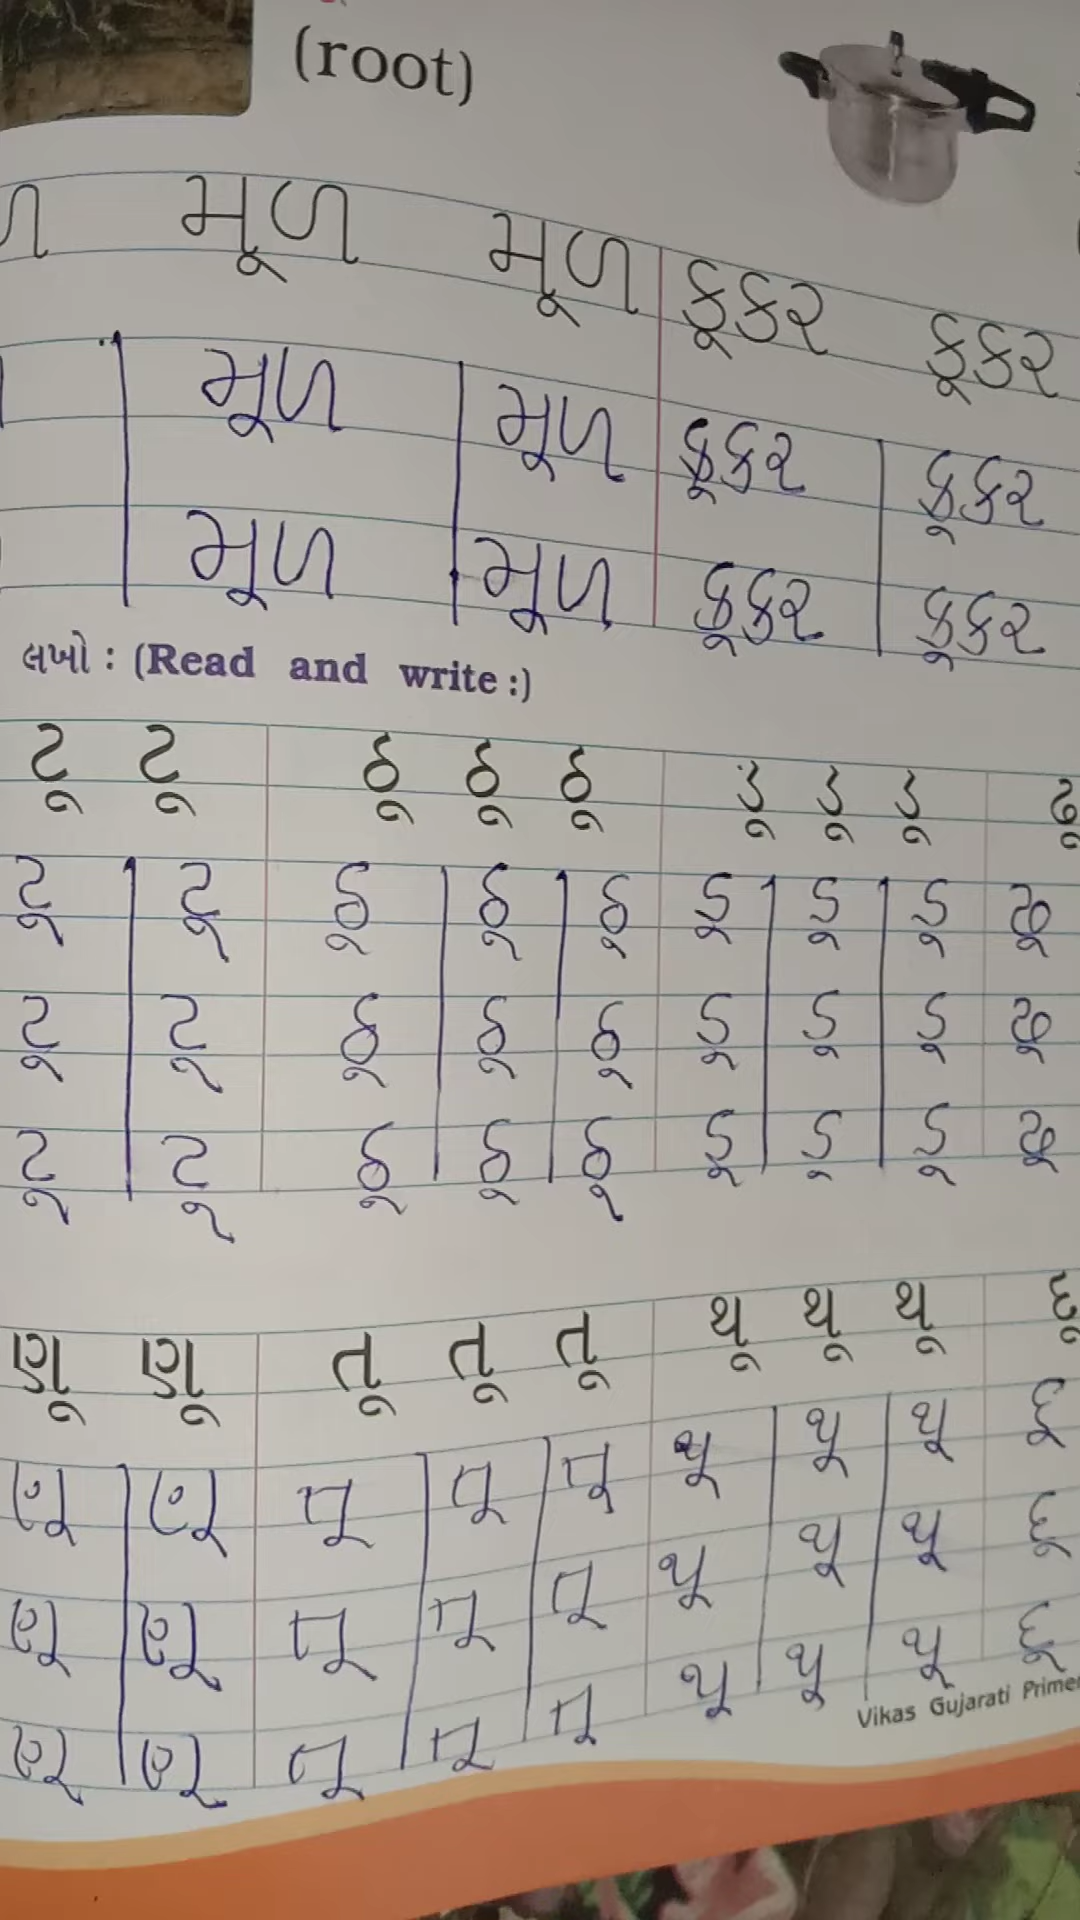 (root)
મૂળ મૂળ કૂકર કૂકર
મૂળ મૂળ કૂકર કૂકર
મૂળ મૂળ કૂકર કૂકર
લખો : (Read and write :)
ટૂ ટૂ ઠૂ ઠૂ ઠૂ ડૂ ડૂ ડૂ ઢૂ
ટૂ ટૂ ઠૂ ઠૂ ઠૂ ડૂ ડૂ ડૂ ઢૂ
ટૂ ટૂ ઠૂ ઠૂ ઠૂ ડૂ ડૂ ડૂ ઢૂ
ટૂ ટૂ ઠૂ ઠૂ ઠૂ ડૂ ડૂ ડૂ ઢૂ
ણૂ ણૂ તૂ તૂ તૂ થૂ થૂ થૂ દૂ
ણૂ ણૂ તૂ તૂ તૂ થૂ થૂ થૂ દૂ
ણૂ ણૂ તૂ તૂ તૂ થૂ થૂ થૂ દૂ
ણૂ ણૂ તૂ તૂ તૂ થૂ થૂ થૂ દૂ
Vikas Gujarati Primer